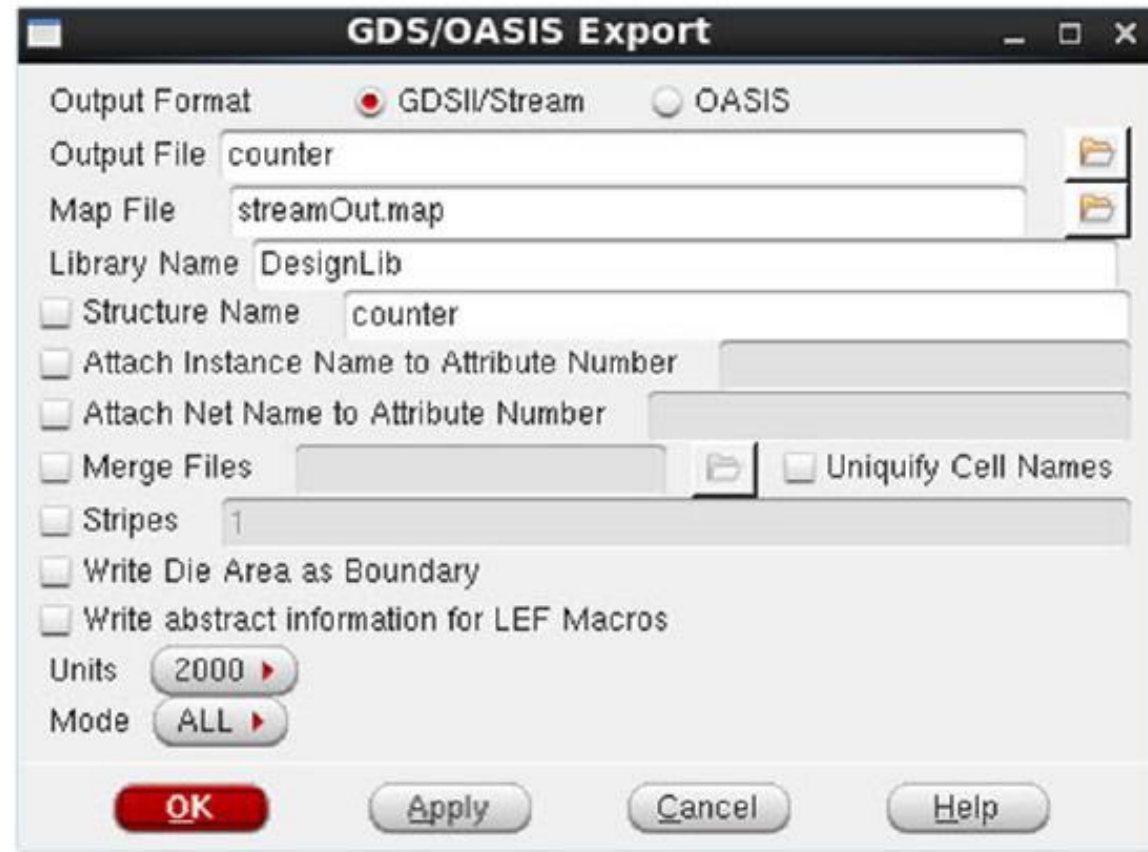 GDS/OASIS Export
Output Format GDSII/Stream OASIS
Output File counter
Map File streamOut.map
Library Name DesignLib
Structure Name counter
Attach Instance Name to Attribute Number
Attach Net Name to Attribute Number
Merge Files Uniquify Cell Names
Stripes 1
Write Die Area as Boundary
Write abstract information for LEF Macros
Units 2000
Mode ALL
OK Apply Cancel Help